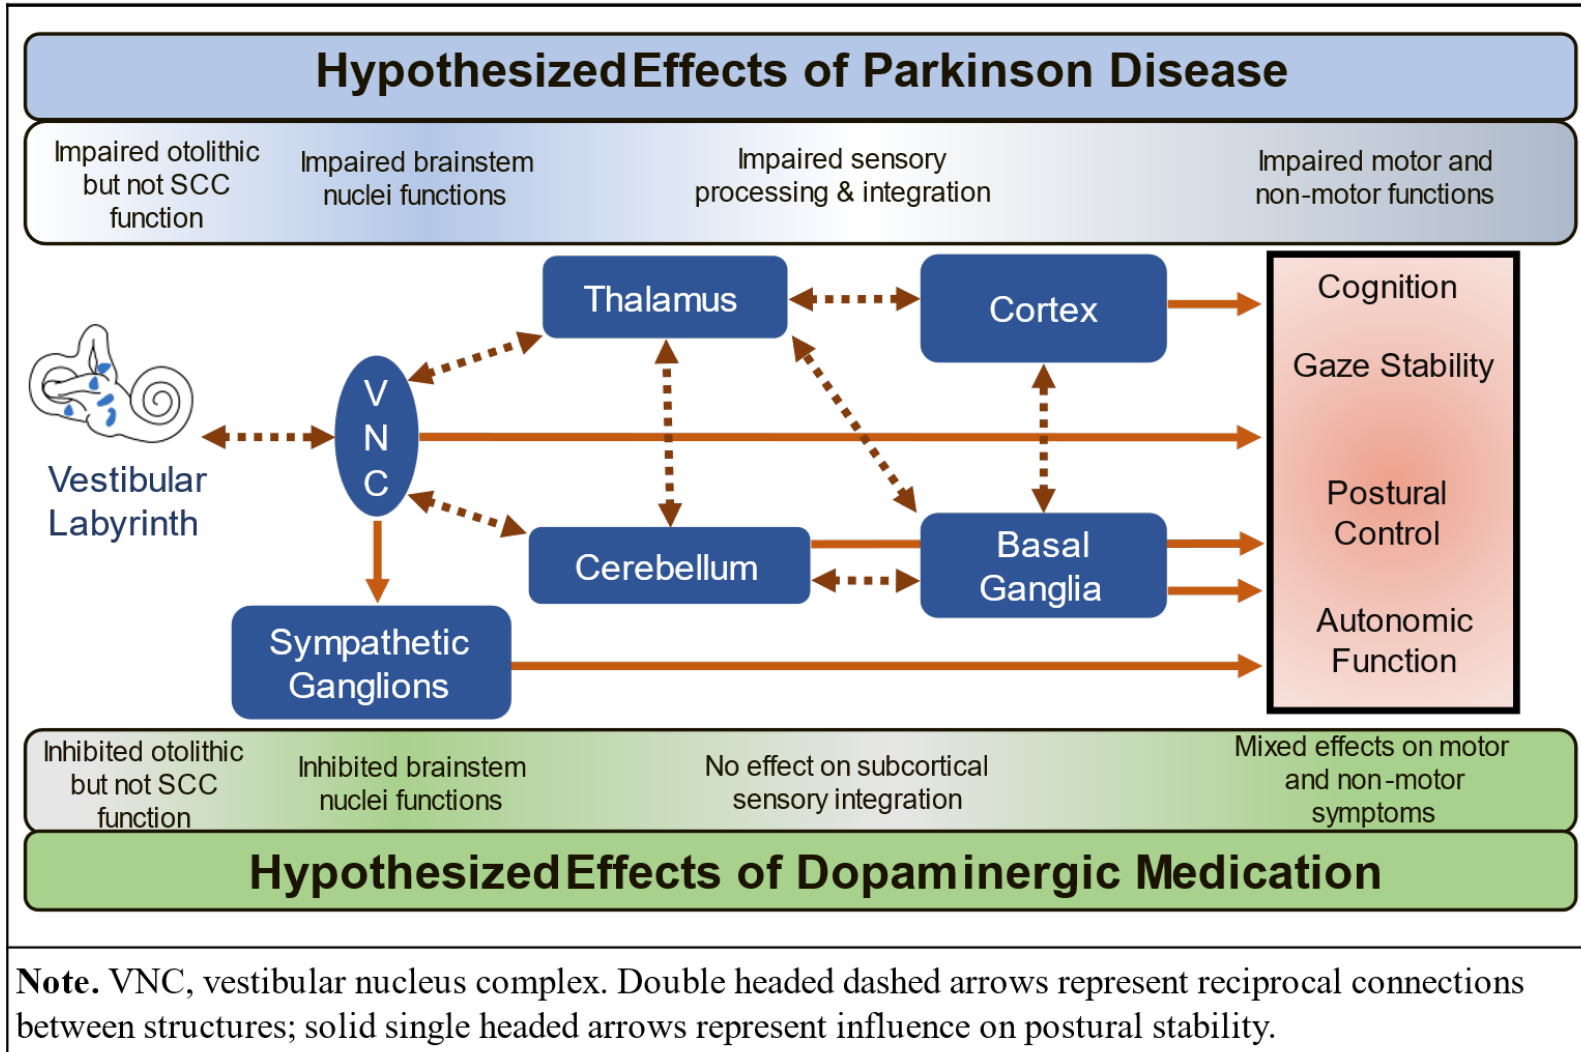 Hypothesized Effects of Parkinson Disease
Impaired otolithic
but not SCC
function
Impaired brainstem
nuclei functions
Impaired sensory
processing & integration
Impaired motor and
non-motor functions
Thalamus
Cortex
Cognition
Gaze Stability
V
N
C
Vestibular
Labyrinth
Postural
Control
Cerebellum
Basal
Ganglia
Sympathetic
Ganglions
Autonomic
Function
Inhibited otolithic
but not SCC
function
Inhibited brainstem
nuclei functions
No effect on subcortical
sensory integration
Mixed effects on motor
and non-motor
symptoms
Hypothesized Effects of Dopaminergic Medication
Note. VNC, vestibular nucleus complex. Double headed dashed arrows represent reciprocal connections
between structures; solid single headed arrows represent influence on postural stability.